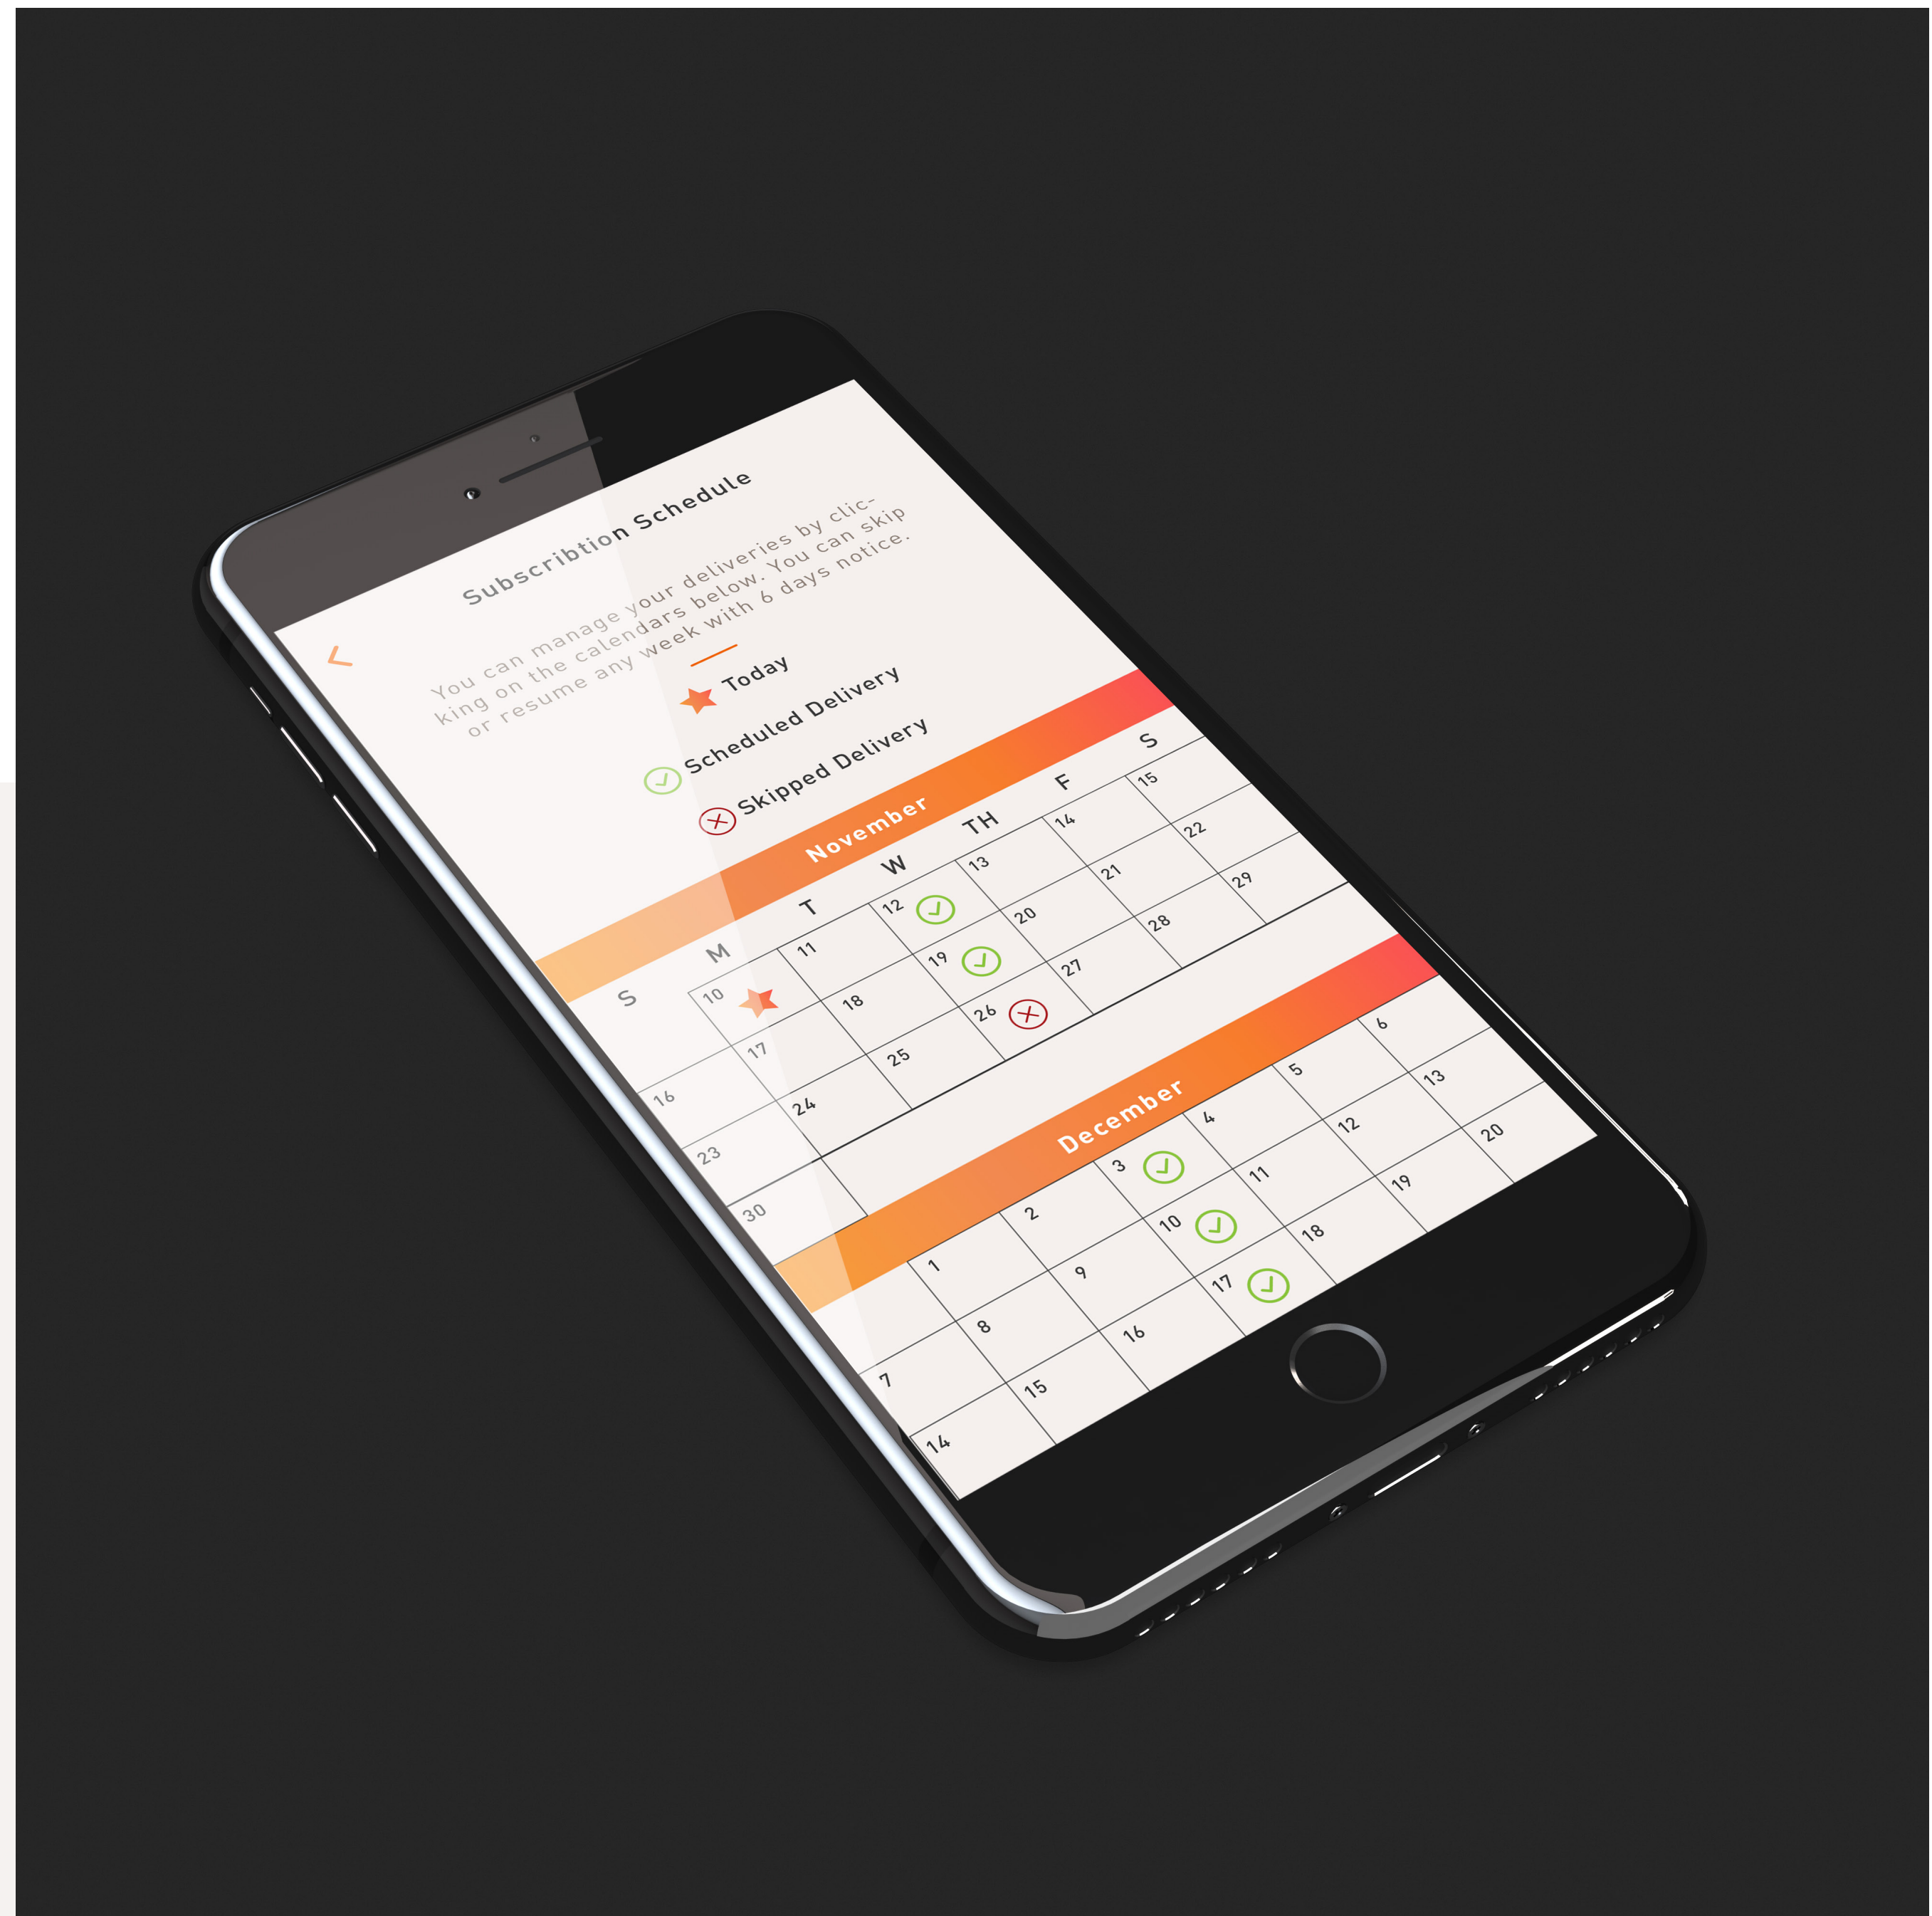 Subscribtion Schedule
You can manage your deliveries by clic-
king on the calendars below. You can skip
or resume any week with 6 days notice.
Today
Scheduled Delivery
Skipped Delivery
November
S M T W TH F S
10 11 12 13 14 15
16 17 18 19 20 21 22
23 24 25 26 27 28 29
30
December
1 2 3 4 5 6
7 8 9 10 11 12 13
14 15 16 17 18 19 20